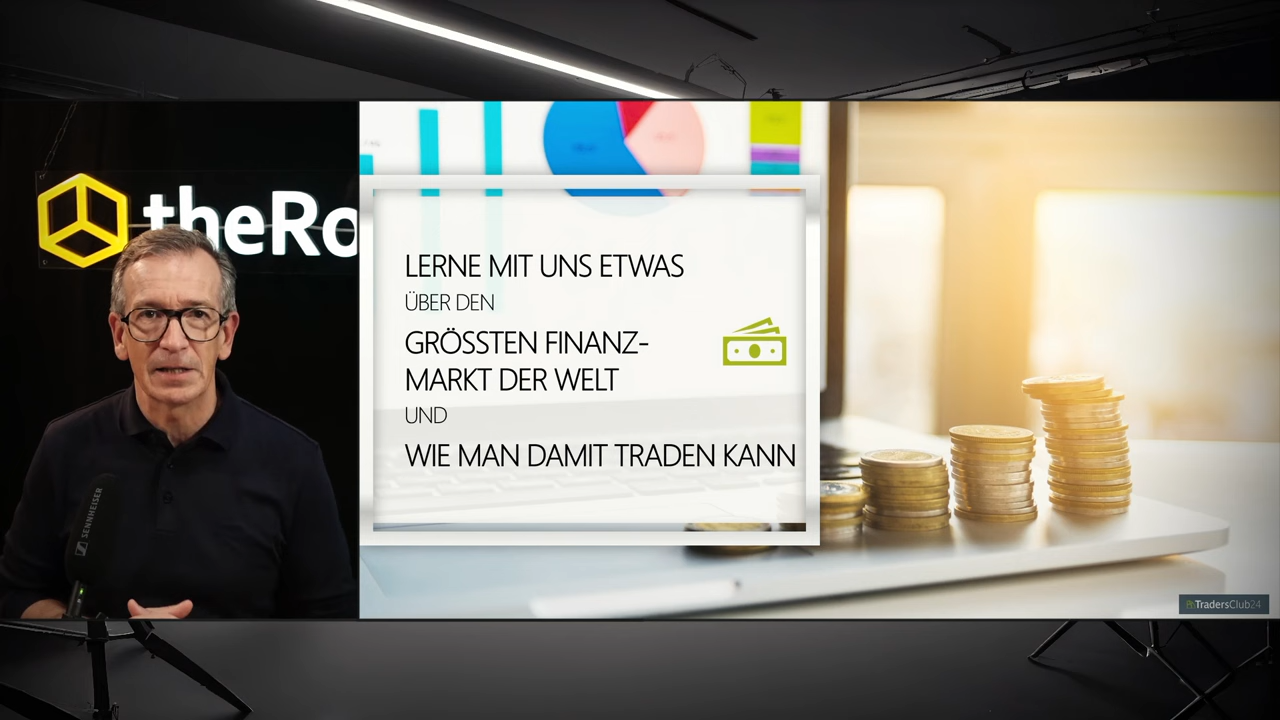 theRo
SENNHEISER
LERNE MIT UNS ETWAS
ÜBER DEN
GRÖSSTEN FINANZ-
MARKT DER WELT
UND
WIE MAN DAMIT TRADEN KANN
TradersClub24